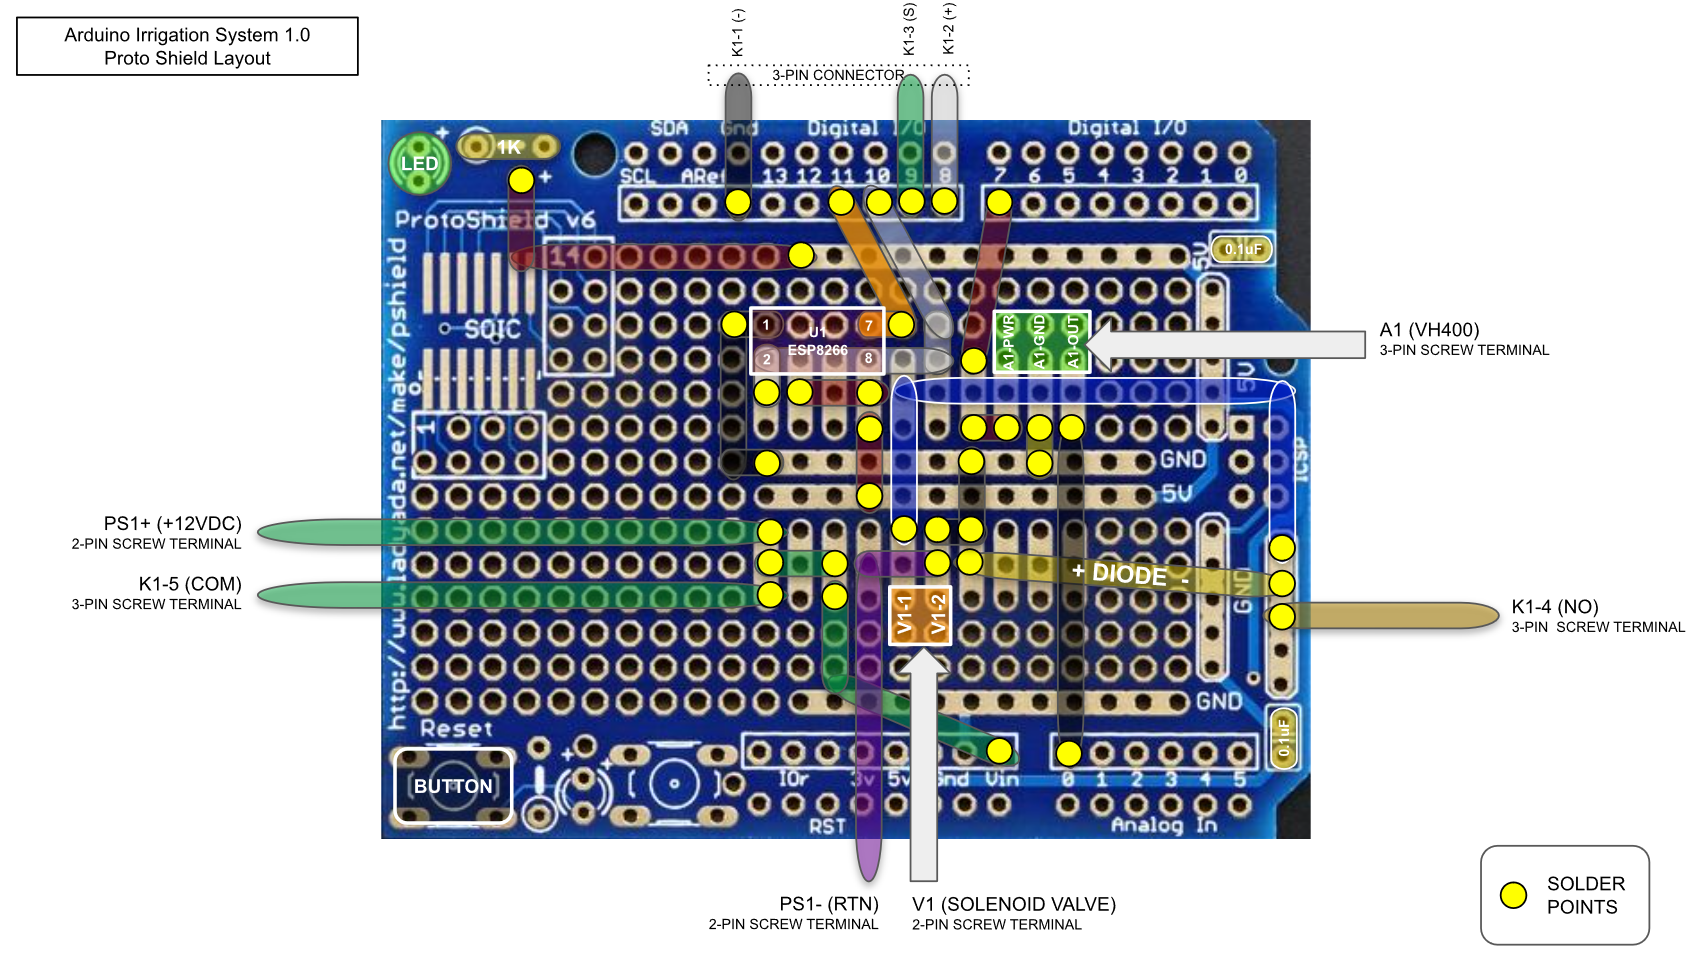 Arduino Irrigation System 1.0
Proto Shield Layout
K1-1 (-)
K1-3 (S)
K1-2 (+)
3-PIN CONNECTOR
SDA
Gnd
Digital I/O
Digital I/O
LED
+
1K
+
SCL
ARef
13
12
11
10
9
8
7
6
5
4
3
2
1
0
ProtoShield v6
14
5V
0.1uF
http://www.ladyada.net/make/pshield
SOIC
1
U1
7
2
ESP8266
8
A1-PWR
A1-GND
A1-OUT
A1 (VH400)
3-PIN SCREW TERMINAL
5V
1
GND
ICSP
5V
PS1+ (+12VDC)
2-PIN SCREW TERMINAL
K1-5 (COM)
3-PIN SCREW TERMINAL
+ DIODE -
GND
V1-1
V1-2
K1-4 (NO)
3-PIN SCREW TERMINAL
GND
Reset
BUTTON
+
+
0.1uF
IOr
3v
5v
Gnd
Vin
0
1
2
3
4
5
RST
Analog In
PS1- (RTN)
2-PIN SCREW TERMINAL
V1 (SOLENOID VALVE)
2-PIN SCREW TERMINAL
SOLDER
POINTS